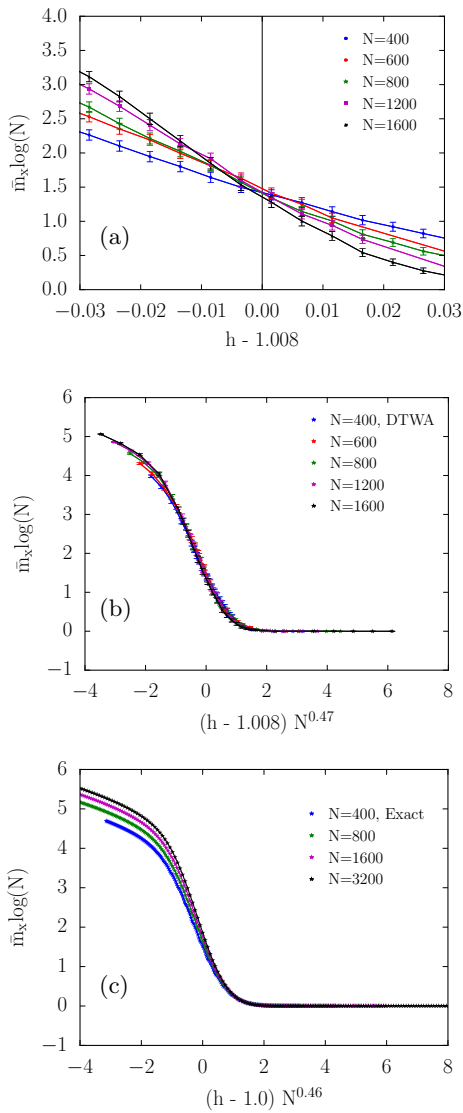 4.0
3.5
3.0
2.5
2.0
1.5
1.0
0.5
0.0
m̄ₓlog(N)
N=400
N=600
N=800
N=1200
N=1600
(a)
−0.03 −0.02 −0.01 0.00 0.01 0.02 0.03
h - 1.008
6
5
4
3
2
1
0
−1
m̄ₓlog(N)
N=400, DTWA
N=600
N=800
N=1200
N=1600
(b)
−4 −2 0 2 4 6 8
(h - 1.008) N^0.47
6
5
4
3
2
1
0
−1
m̄ₓlog(N)
N=400, Exact
N=800
N=1600
N=3200
(c)
−4 −2 0 2 4 6 8
(h - 1.0) N^0.46